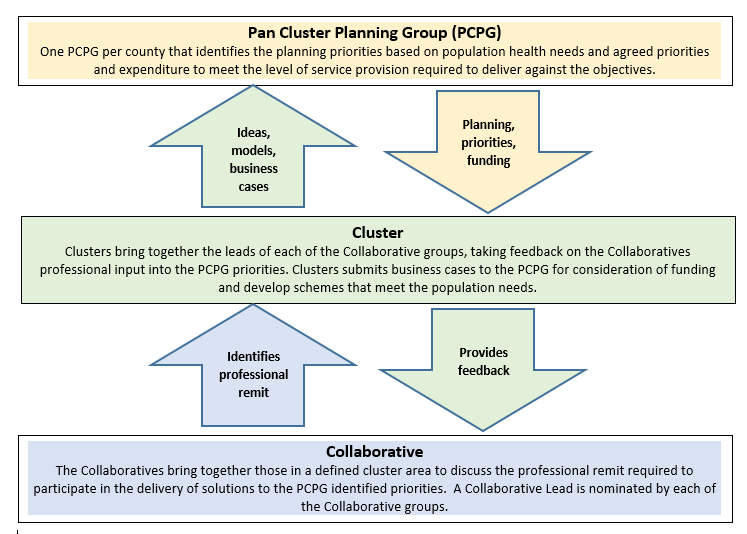 Pan Cluster Planning Group (PCPG)
One PCPG per county that identifies the planning priorities based on population health needs and agreed priorities
and expenditure to meet the level of service provision required to deliver against the objectives.
Ideas,
models,
business
cases
Planning,
priorities,
funding
Cluster
Clusters bring together the leads of each of the Collaborative groups, taking feedback on the Collaboratives
professional input into the PCPG priorities. Clusters submits business cases to the PCPG for consideration of funding
and develop schemes that meet the population needs.
Identifies
professional
remit
Provides
feedback
Collaborative
The Collaboratives bring together those in a defined cluster area to discuss the professional remit required to
participate in the delivery of solutions to the PCPG identified priorities.  A Collaborative Lead is nominated by each of
the Collaborative groups.